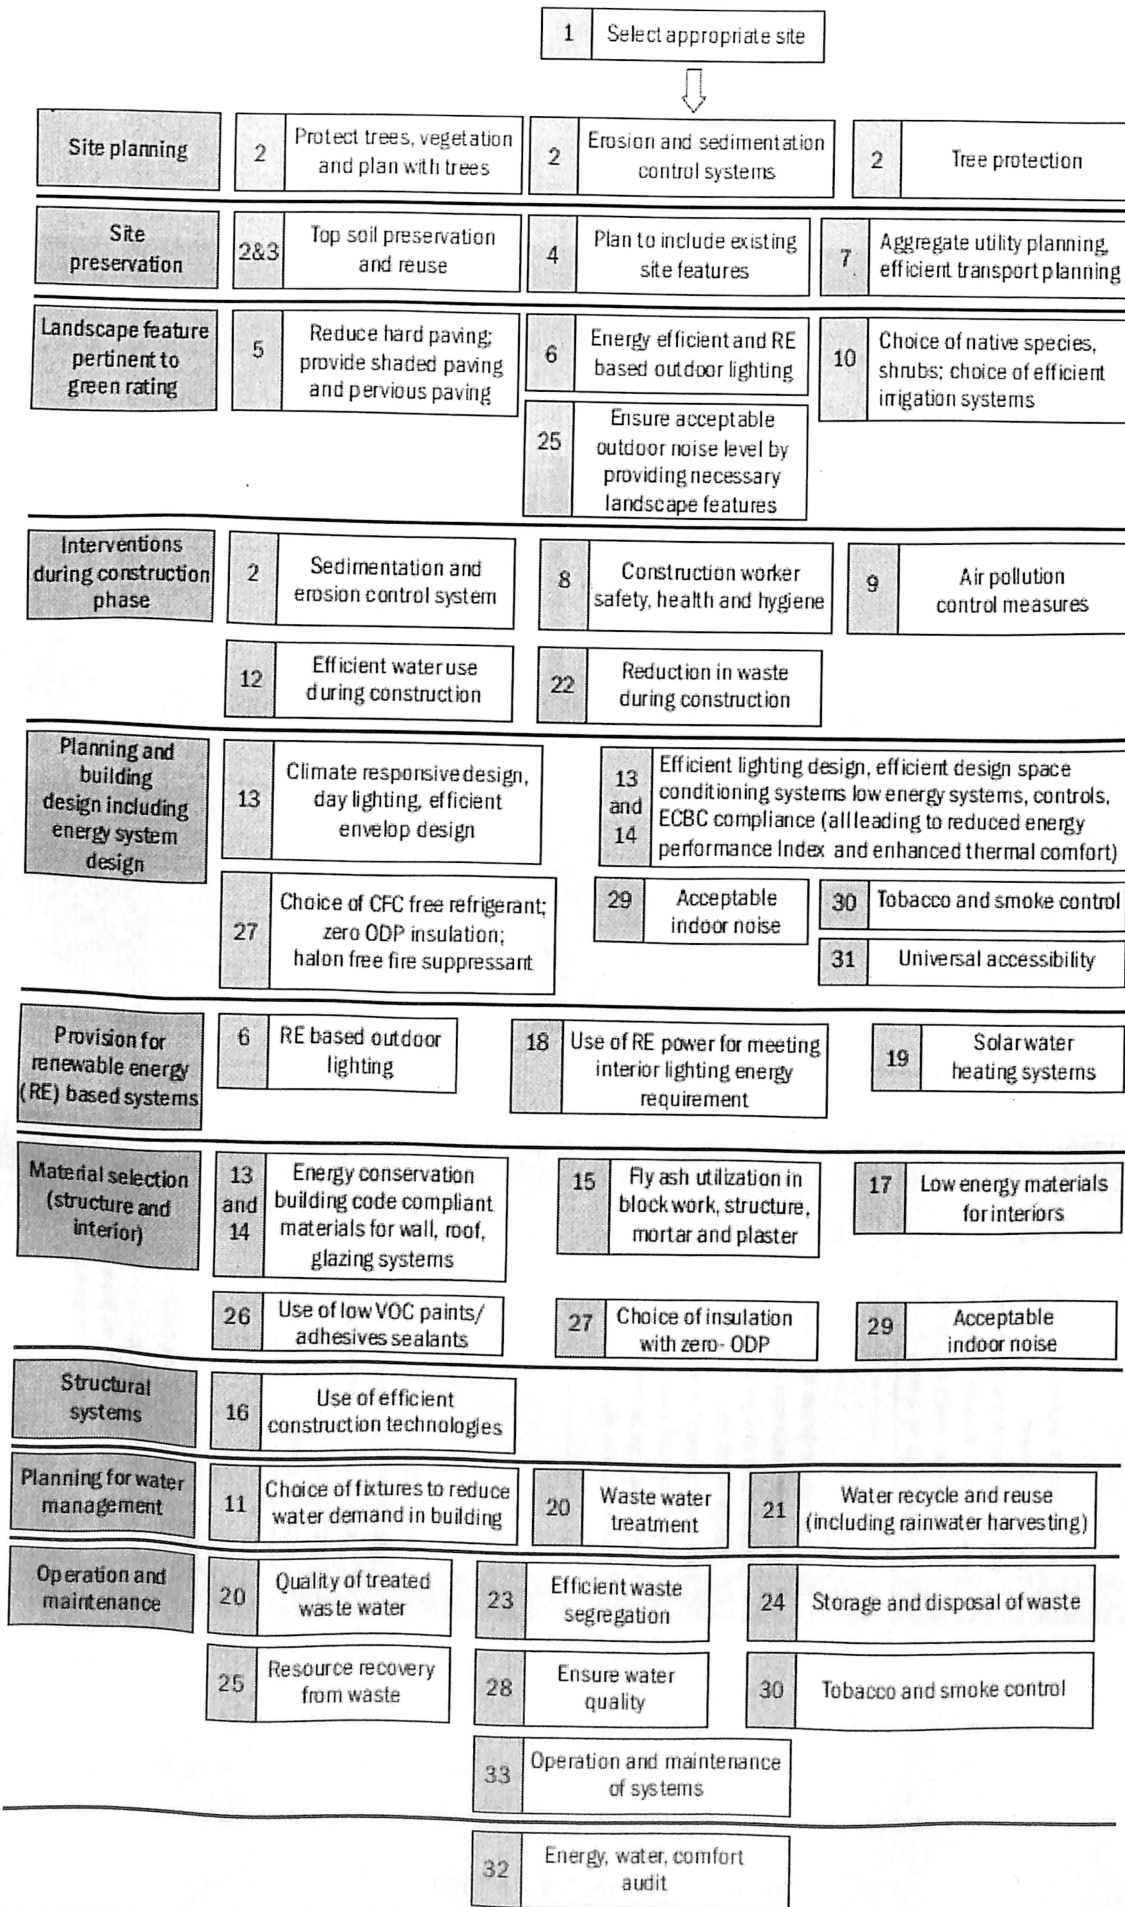 1 Select appropriate site
Site planning
2 Protect trees, vegetation
and plan with trees
2 Erosion and sedimentation
control systems
2 Tree protection
Site
preservation
2&3 Top soil preservation
and reuse
4 Plan to include existing
site features
7 Aggregate utility planning,
efficient transport planning
Landscape feature
pertinent to
green rating
5 Reduce hard paving;
provide shaded paving
and pervious paving
6 Energy efficient and RE
based outdoor lighting
10 Choice of native species,
shrubs; choice of efficient
irrigation systems
25 Ensure acceptable
outdoor noise level by
providing necessary
landscape features
Interventions
during construction
phase
2 Sedimentation and
erosion control system
8 Construction worker
safety, health and hygiene
9 Air pollution
control measures
12 Efficient water use
during construction
22 Reduction in waste
during construction
Planning and
building
design including
energy system
design
13 Climate responsive design,
day lighting, efficient
envelop design
13
and
14
Efficient lighting design, efficient design space
conditioning systems low energy systems, controls,
ECBC compliance (all leading to reduced energy
performance Index and enhanced thermal comfort)
27 Choice of CFC free refrigerant;
zero ODP insulation;
halon free fire suppressant
29 Acceptable
indoor noise
30 Tobacco and smoke control
31 Universal accessibility
Provision for
renewable energy
(RE) based systems
6 RE based outdoor
lighting
18 Use of RE power for meeting
interior lighting energy
requirement
19 Solar water
heating systems
Material selection
(structure and
interior)
13
and
14
Energy conservation
building code compliant
materials for wall, roof,
glazing systems
15 Fly ash utilization in
block work, structure,
mortar and plaster
17 Low energy materials
for interiors
26 Use of low VOC paints/
adhesives sealants
27 Choice of insulation
with zero- ODP
29 Acceptable
indoor noise
Structural
systems
16 Use of efficient
construction technologies
Planning for water
management
11 Choice of fixtures to reduce
water demand in building
20 Waste water
treatment
21 Water recycle and reuse
(including rainwater harvesting)
Operation and
maintenance
20 Quality of treated
waste water
23 Efficient waste
segregation
24 Storage and disposal of waste
25 Resource recovery
from waste
28 Ensure water
quality
30 Tobacco and smoke control
33 Operation and maintenance
of systems
32 Energy, water, comfort
audit